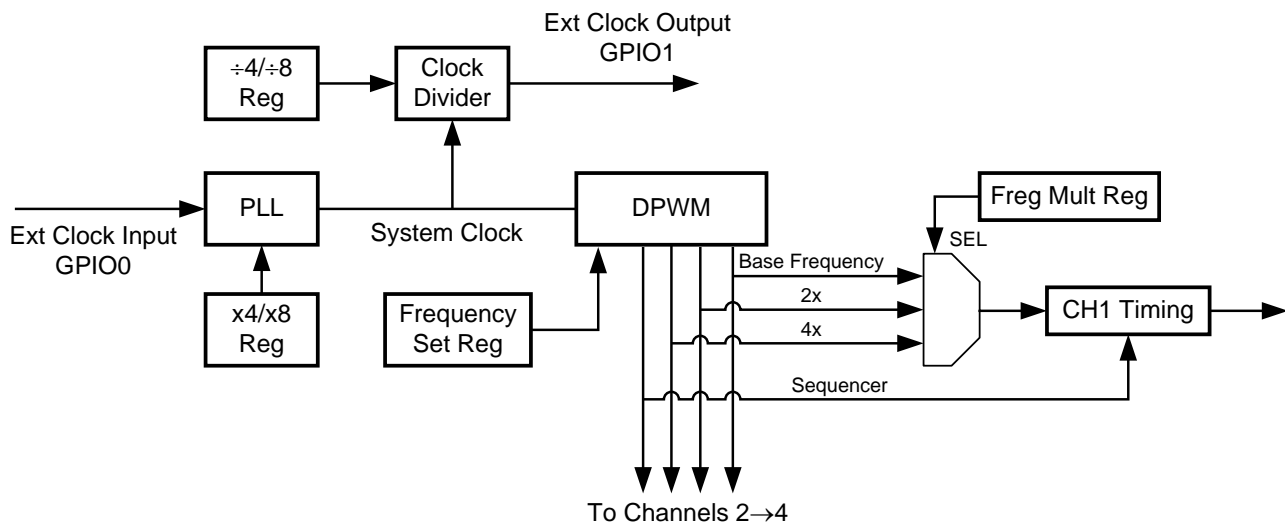 Ext Clock Output
GPIO1
÷4/÷8
Reg
Clock
Divider
PLL
DPWM
Freg Mult Reg
Ext Clock Input
GPIO0
System Clock
SEL
Base Frequency
x4/x8
Reg
Frequency
Set Reg
2x
CH1 Timing
4x
Sequencer
To Channels 2→4